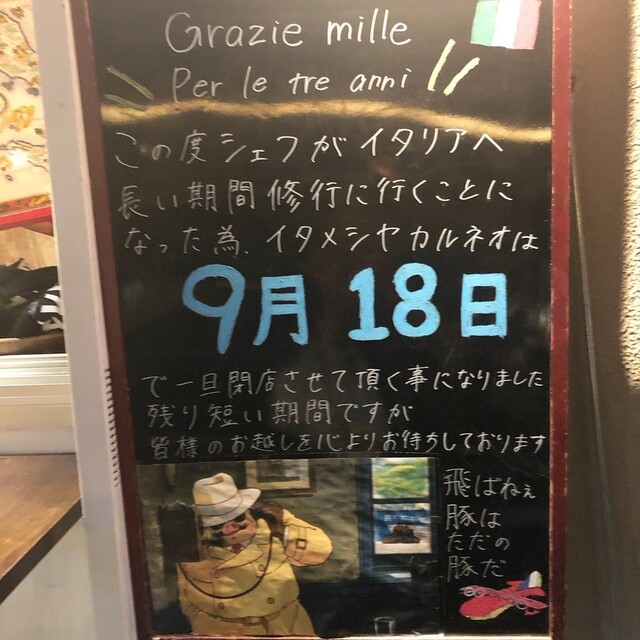 Grazie mille
Per le tre anni
この度シェフがイタリアへ
長い期間修行に行くことに
なった為、イタメシヤカルネオは
9月18日
で一旦閉店させて頂く事になりました
残り短い期間ですが
皆様のお越しを心よりお待ちしております
飛ばねぇ
豚は
ただの
豚だ